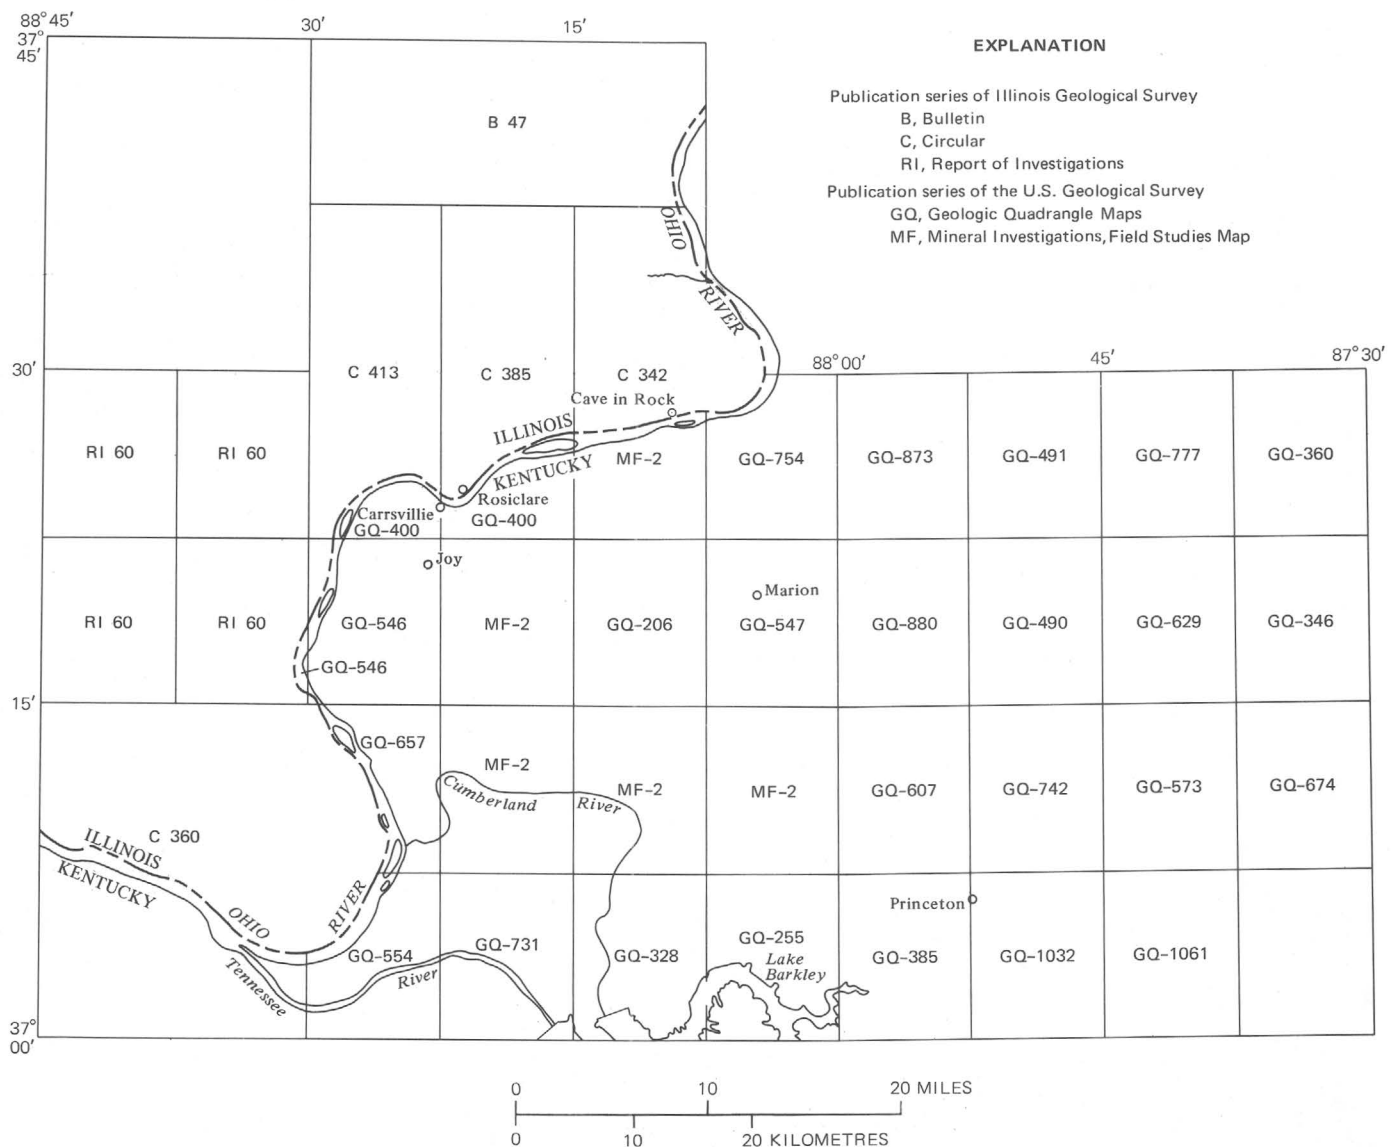 88°45′ 30′ 15′
37°
45′
EXPLANATION
Publication series of Illinois Geological Survey
B, Bulletin
C, Circular
RI, Report of Investigations
Publication series of the U.S. Geological Survey
GQ, Geologic Quadrangle Maps
MF, Mineral Investigations, Field Studies Map
B 47
OHIO
RIVER
30′
88°00′ 45′ 87°30′
C 413 C 385 C 342
Cave in Rock
ILLINOIS
KENTUCKY
RI 60 RI 60 MF-2 GQ-754 GQ-873 GQ-491 GQ-777 GQ-360
Rosiclare
Carrsvillie
GQ-400 GQ-400
Joy
Marion
RI 60 RI 60 GQ-546 MF-2 GQ-206 GQ-547 GQ-880 GQ-490 GQ-629 GQ-346
GQ-546
15′
GQ-657
MF-2
Cumberland River
MF-2 MF-2 GQ-607 GQ-742 GQ-573 GQ-674
C 360
ILLINOIS
KENTUCKY
OHIO RIVER
Princeton
GQ-554 GQ-731 GQ-328 GQ-255 GQ-385 GQ-1032 GQ-1061
Lake
Barkley
Tennessee River
37°
00′
0 10 20 MILES
0 10 20 KILOMETRES